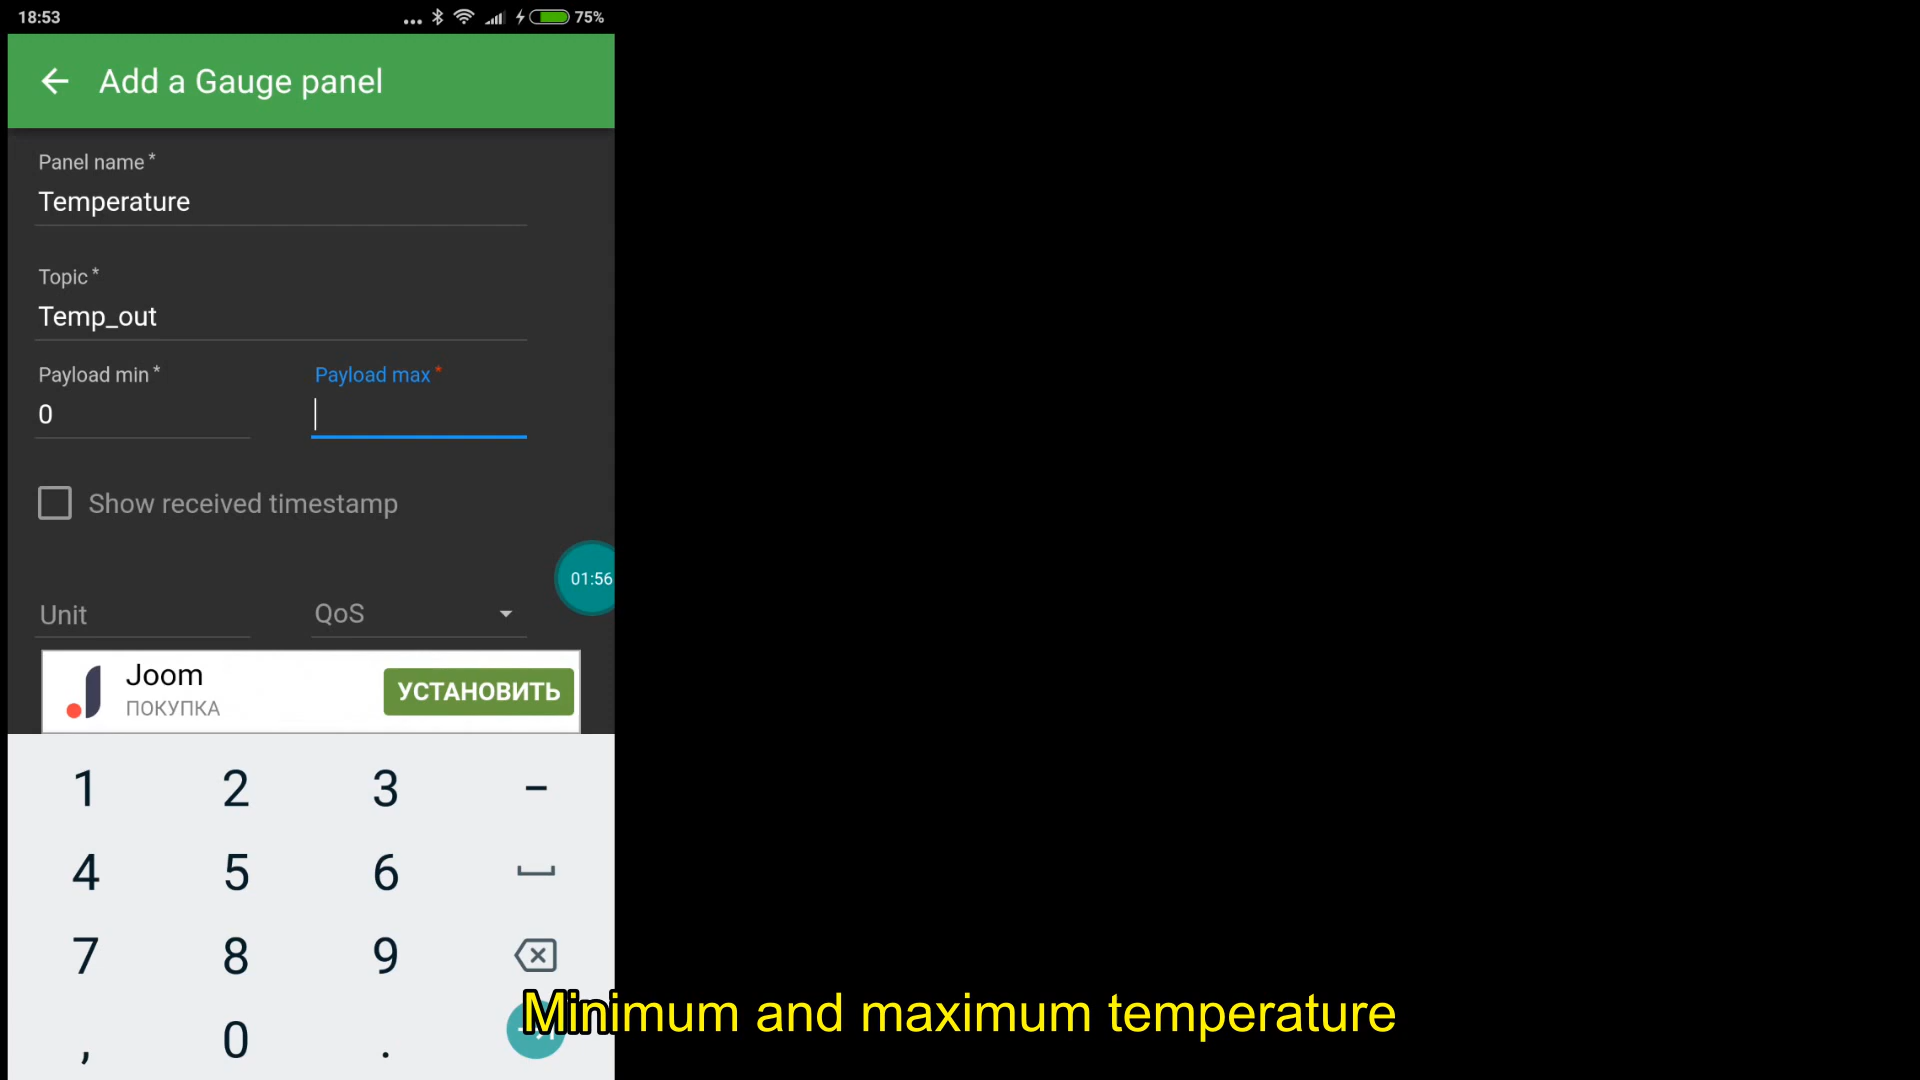 18:53
75%
Add a Gauge panel
Panel name *
Temperature
Topic *
Temp_out
Payload min * Payload max *
0
Show received timestamp
01:56
Unit QoS
Joom
ПОКУПКА
УСТАНОВИТЬ
1 2 3 -
4 5 6
7 8 9
, 0 .
Minimum and maximum temperature